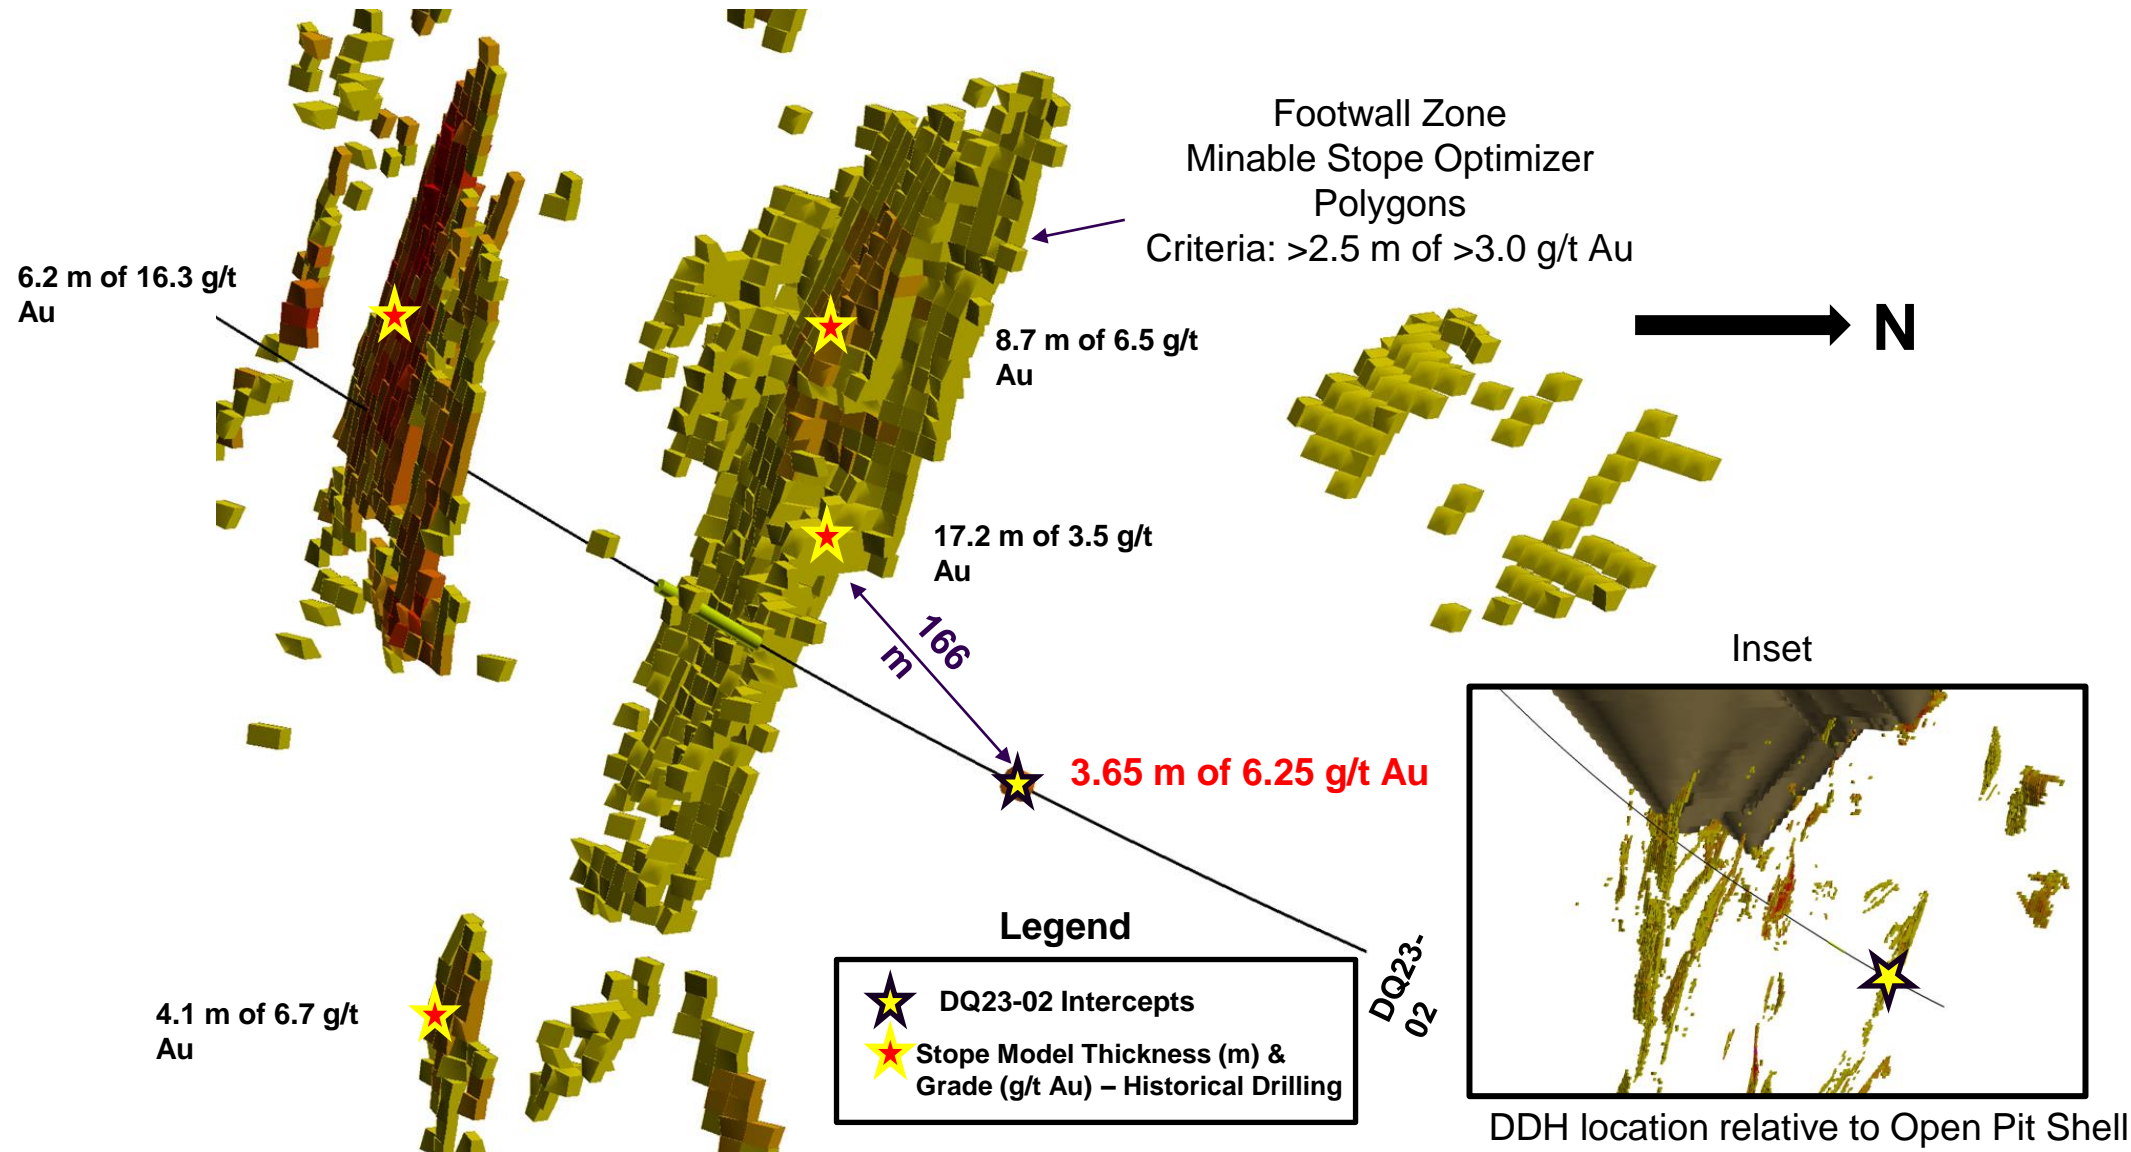 Footwall Zone
Minable Stope Optimizer
Polygons
Criteria: >2.5 m of >3.0 g/t Au
6.2 m of 16.3 g/t
Au
N
8.7 m of 6.5 g/t
Au
17.2 m of 3.5 g/t
Au
166
m
Inset
3.65 m of 6.25 g/t Au
Legend
DQ23-02 Intercepts
Stope Model Thickness (m) &
Grade (g/t Au) – Historical Drilling
DQ23-
02
4.1 m of 6.7 g/t
Au
DDH location relative to Open Pit Shell